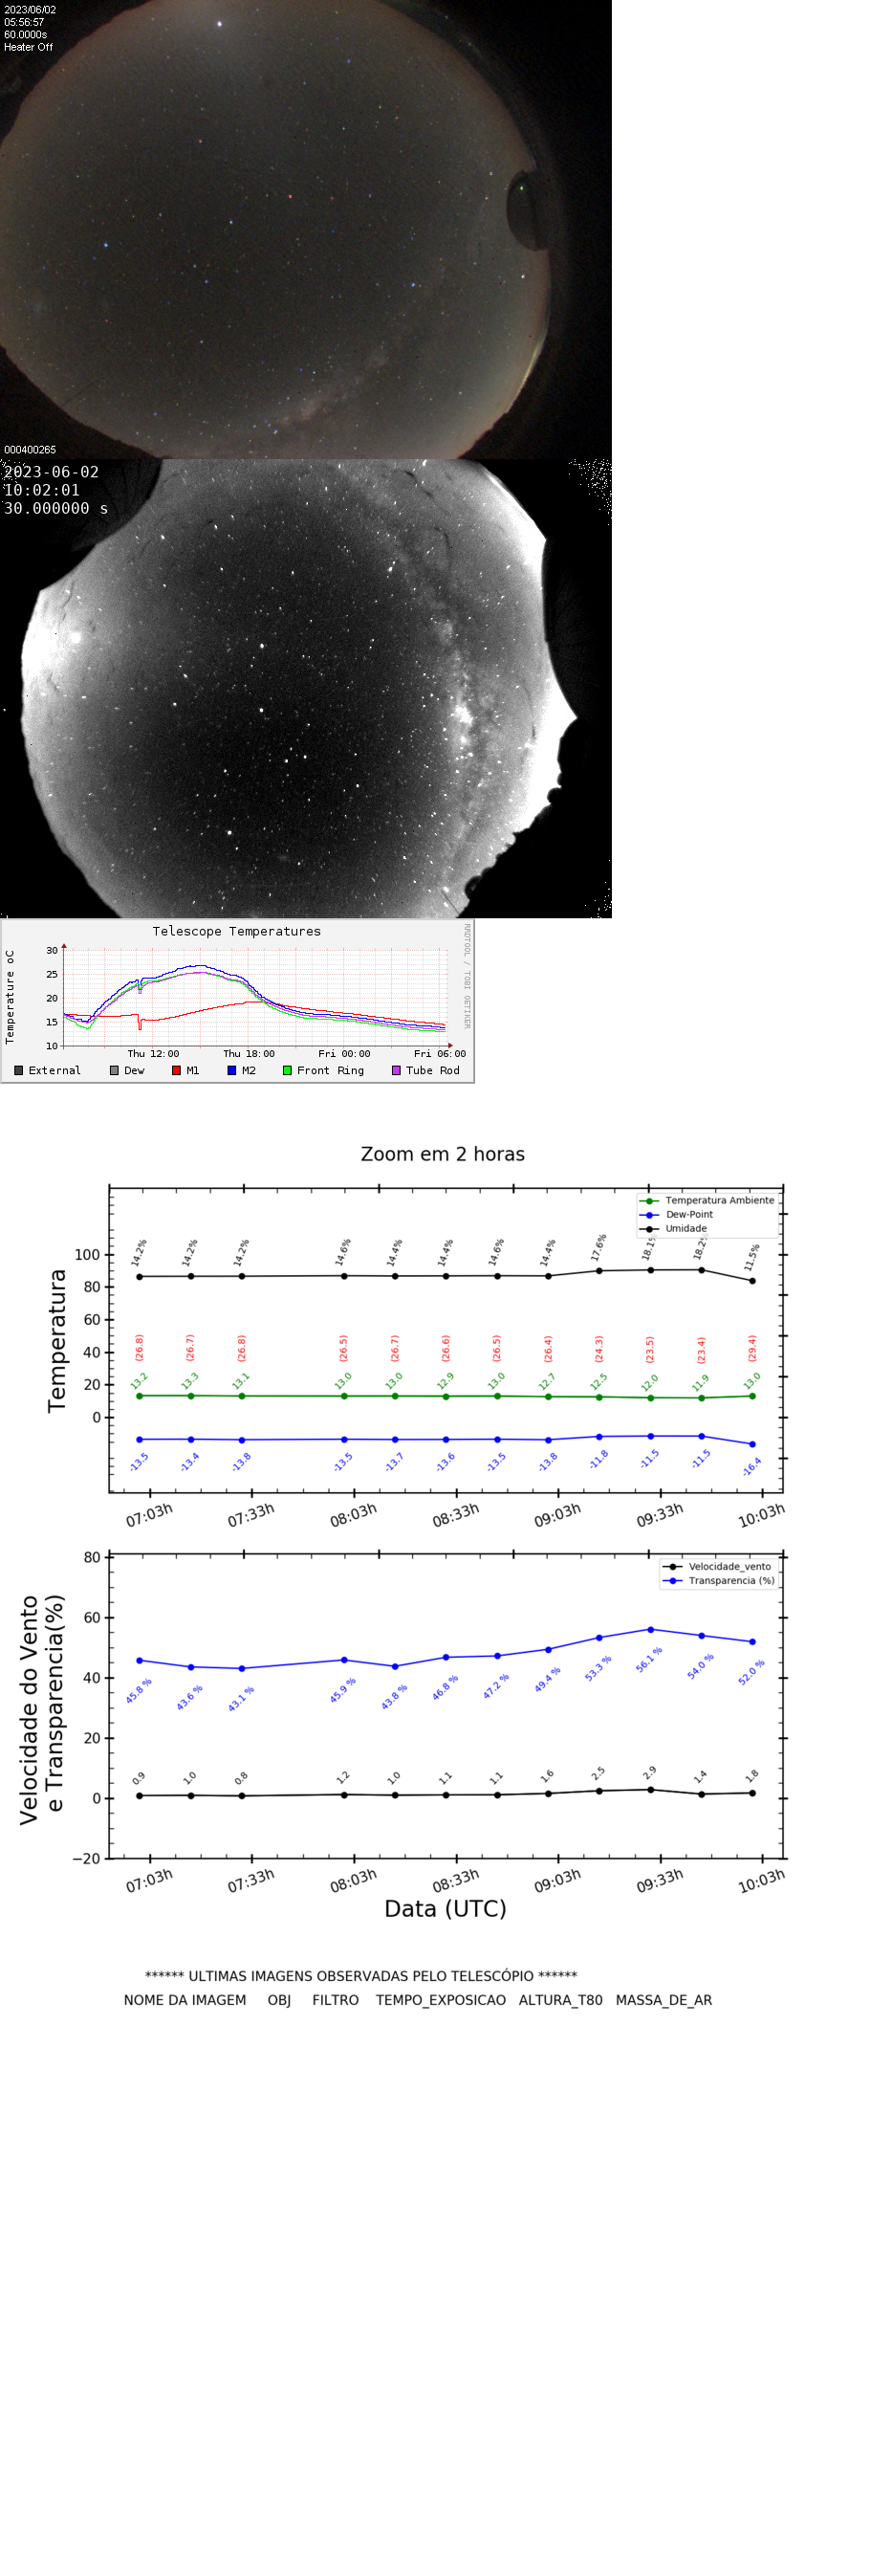 2023/06/02
05:56:57
60.0000s
Heater Off
000400265
2023-06-02
10:02:01
30.000000 s
Telescope Temperatures
RRDTOOL / TOBI OETIKER
Temperature oC
30
25
20
15
10
Thu 12:00 Thu 18:00 Fri 00:00 Fri 06:00
External Dew M1 M2 Front Ring Tube Rod
Zoom em 2 horas
Temperatura
100
80
60
40
20
0
Temperatura Ambiente
Dew-Point
Umidade
14.2% 14.2% 14.2% 14.6% 14.4% 14.4% 14.6% 14.4% 17.6% 18.1% 18.2% 11.5%
(26.8) (26.7) (26.8) (26.5) (26.7) (26.6) (26.5) (26.4) (24.3) (23.5) (23.4) (29.4)
13.2 13.3 13.1 13.0 13.0 12.9 13.0 12.7 12.5 12.0 11.9 13.0
-13.5 -13.4 -13.8 -13.5 -13.7 -13.6 -13.5 -13.8 -11.8 -11.5 -11.5 -16.4
07:03h 07:33h 08:03h 08:33h 09:03h 09:33h 10:03h
Velocidade do Vento
e Transparencia(%)
80
60
40
20
0
−20
Velocidade_vento
Transparencia (%)
45.8 % 43.6 % 43.1 % 45.9 % 43.8 % 46.8 % 47.2 % 49.4 % 53.3 % 56.1 % 54.0 % 52.0 %
0.9 1.0 0.8 1.2 1.0 1.1 1.1 1.6 2.5 2.9 1.4 1.8
07:03h 07:33h 08:03h 08:33h 09:03h 09:33h 10:03h
Data (UTC)
****** ULTIMAS IMAGENS OBSERVADAS PELO TELESCÓPIO ******
NOME DA IMAGEM OBJ FILTRO TEMPO_EXPOSICAO ALTURA_T80 MASSA_DE_AR